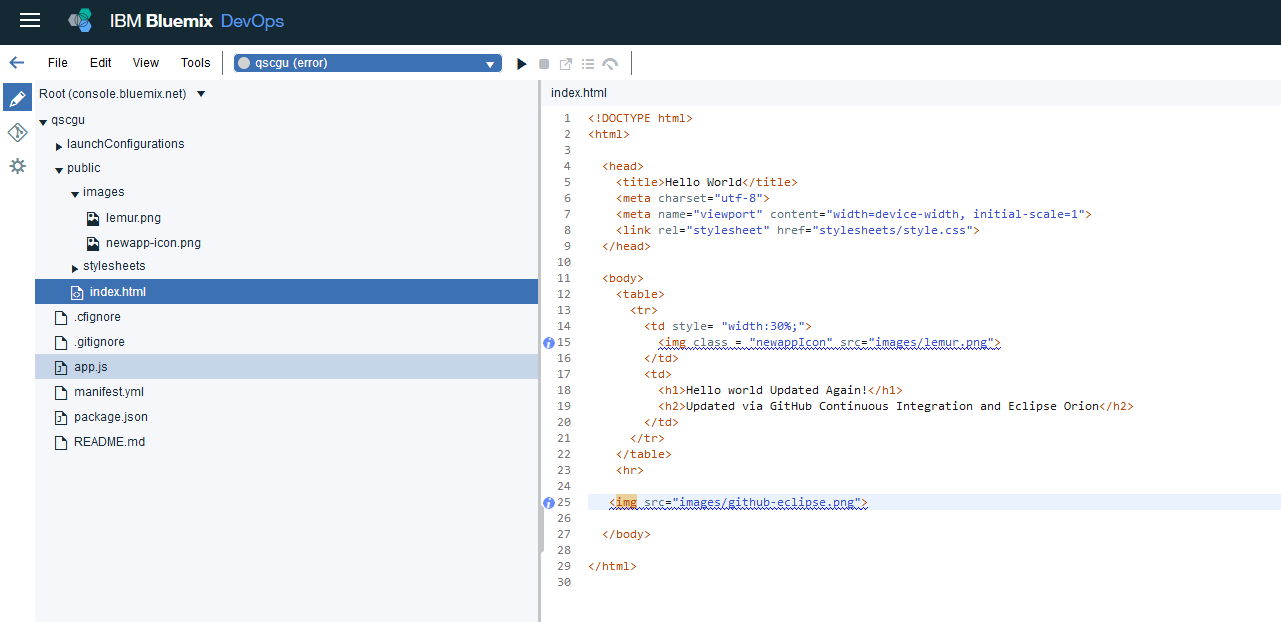 IBM Bluemix DevOps
File Edit View Tools qscgu (error)
Root (console.bluemix.net)
qscgu
launchConfigurations
public
images
lemur.png
newapp-icon.png
stylesheets
index.html
.cfignore
.gitignore
app.js
manifest.yml
package.json
README.md
index.html
1 <!DOCTYPE html>
2 <html>
3
4 <head>
5 <title>Hello World</title>
6 <meta charset="utf-8">
7 <meta name="viewport" content="width=device-width, initial-scale=1">
8 <link rel="stylesheet" href="stylesheets/style.css">
9 </head>
10
11 <body>
12 <table>
13 <tr>
14 <td style= "width:30%;">
15 <img class = "newappIcon" src="images/lemur.png">
16 </td>
17 <td>
18 <h1>Hello world Updated Again!</h1>
19 <h2>Updated via GitHub Continuous Integration and Eclipse Orion</h2>
20 </td>
21 </tr>
22 </table>
23 <hr>
24
25 <img src="images/github-eclipse.png">
26
27 </body>
28
29 </html>
30